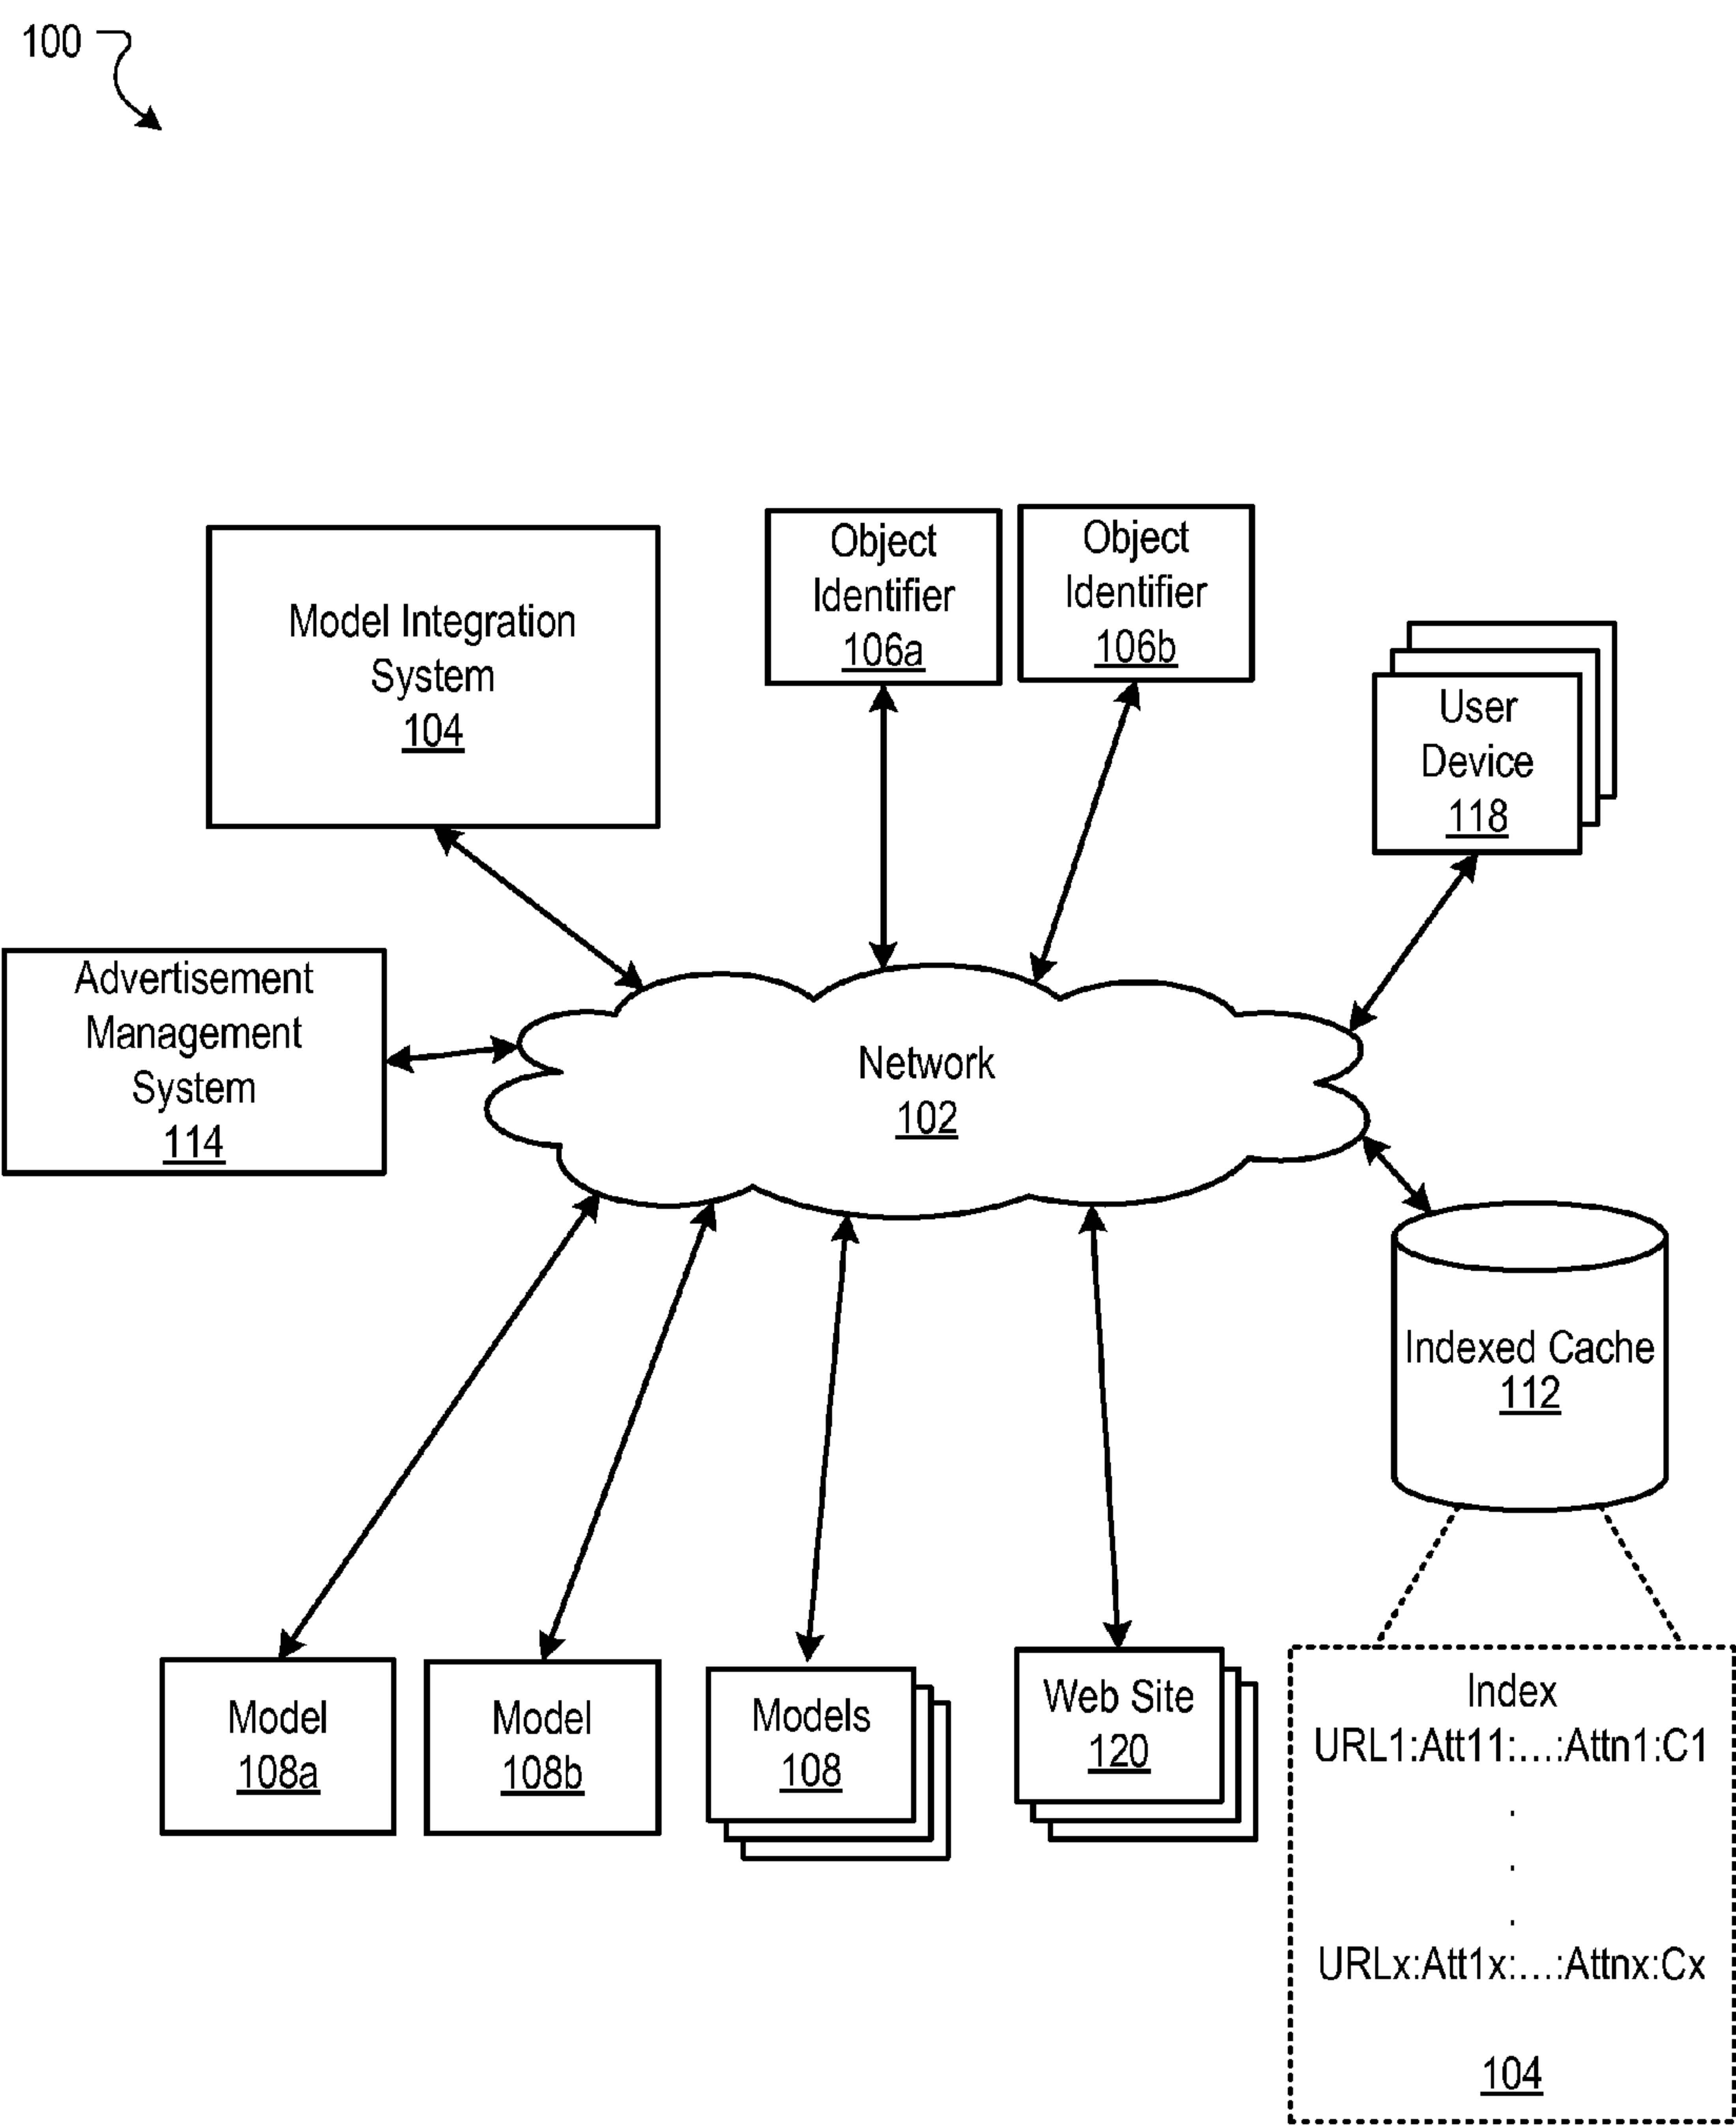 100
Model Integration
System
104
Object
Identifier
106a
Object
Identifier
106b
User
Device
118
Advertisement
Management
System
114
Network
102
Indexed Cache
112
Model
108a
Model
108b
Models
108
Web Site
120
Index
URL1:Att11:...:Attn1:C1
.
.
.
URLx:Att1x:...:Attnx:Cx
104